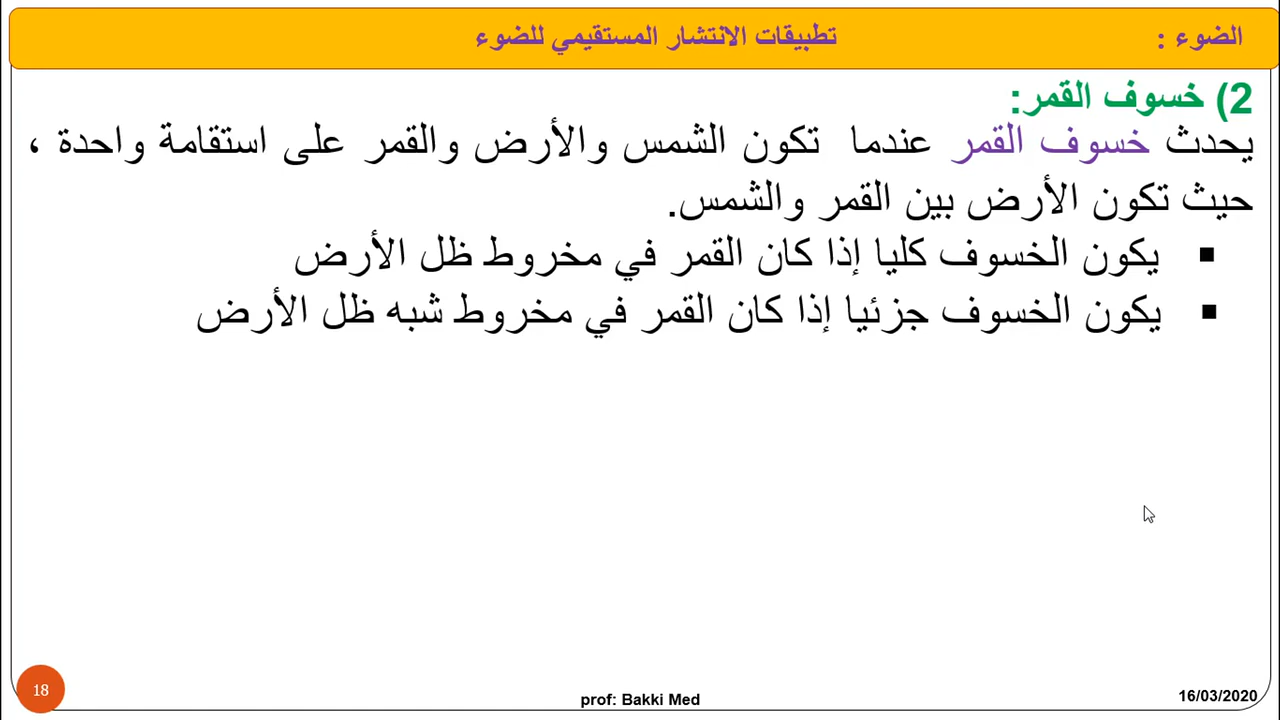 الضوء :
تطبيقات الانتشار المستقيمي للضوء
2) خسوف القمر:
يحدث خسوف القمر عندما تكون الشمس والأرض والقمر على استقامة واحدة ،
حيث تكون الأرض بين القمر والشمس.
▪ يكون الخسوف كليا إذا كان القمر في مخروط ظل الأرض
▪ يكون الخسوف جزئيا إذا كان القمر في مخروط شبه ظل الأرض
18
prof: Bakki Med
16/03/2020